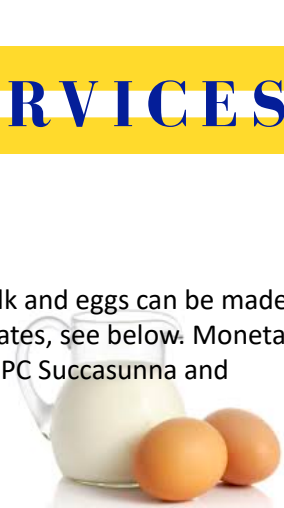 RVICES
lk and eggs can be made
ates, see below. Moneta
PC Succasunna and